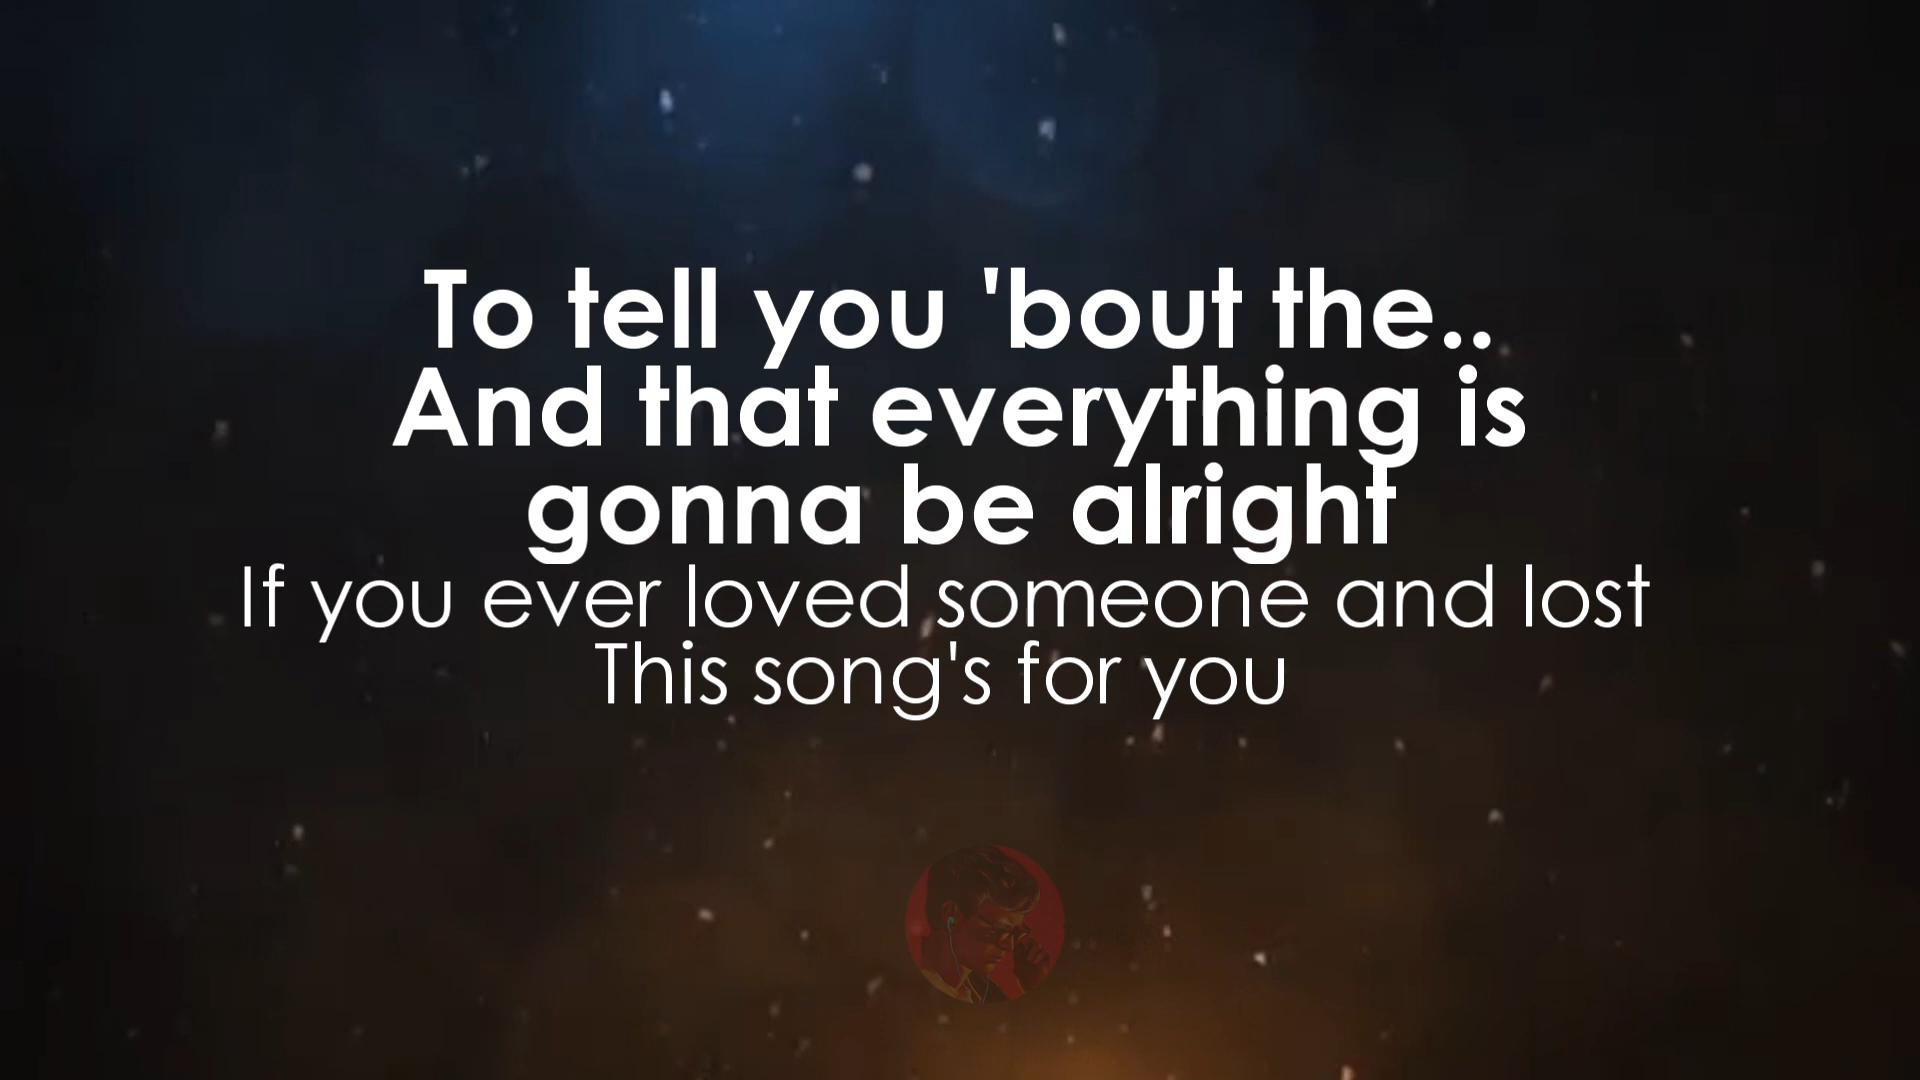 To tell you 'bout the..
And that everything is
gonna be alright
If you ever loved someone and lost
This song's for you